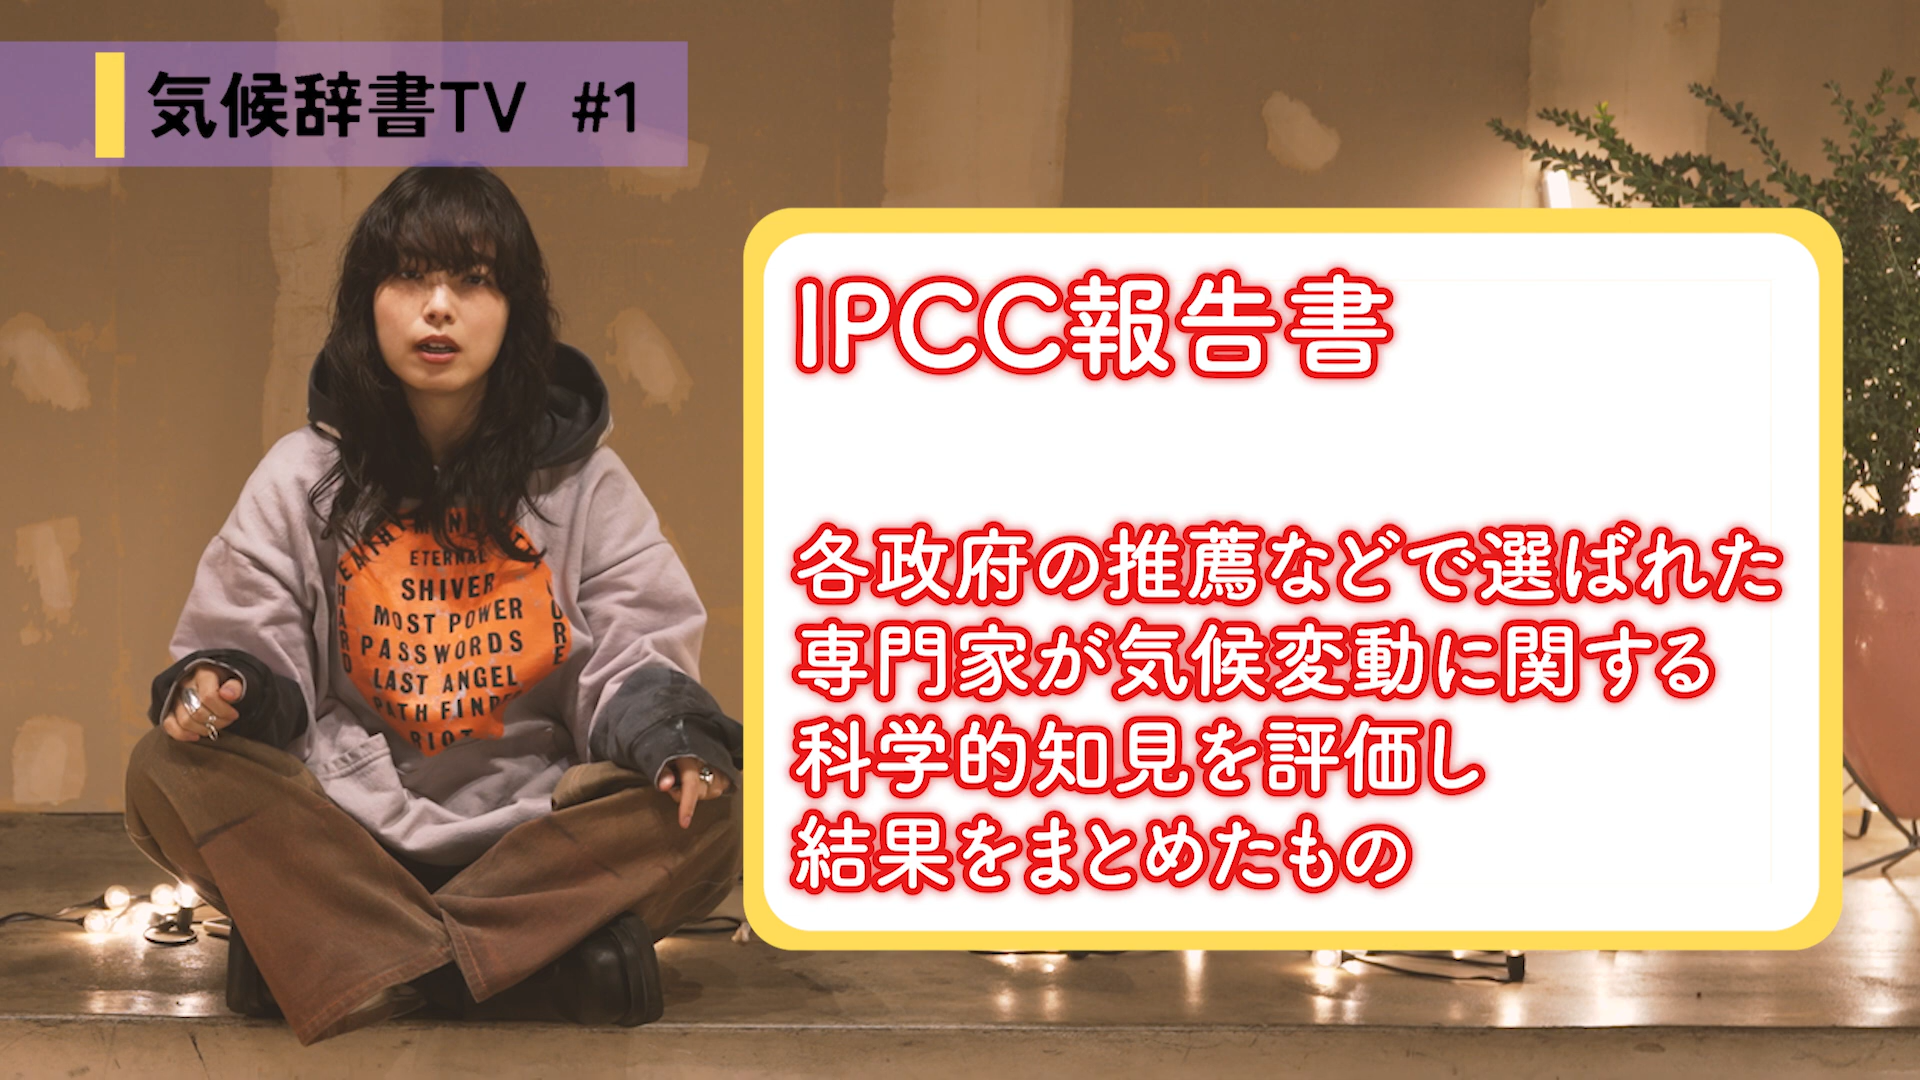 気候辞書TV #1
IPCC報告書
各政府の推薦などで選ばれた
専門家が気候変動に関する
科学的知見を評価し
結果をまとめたもの
ETERNAL
SHIVER
MOST POWER
PASSWORDS
LAST ANGEL
RIOT
HARD